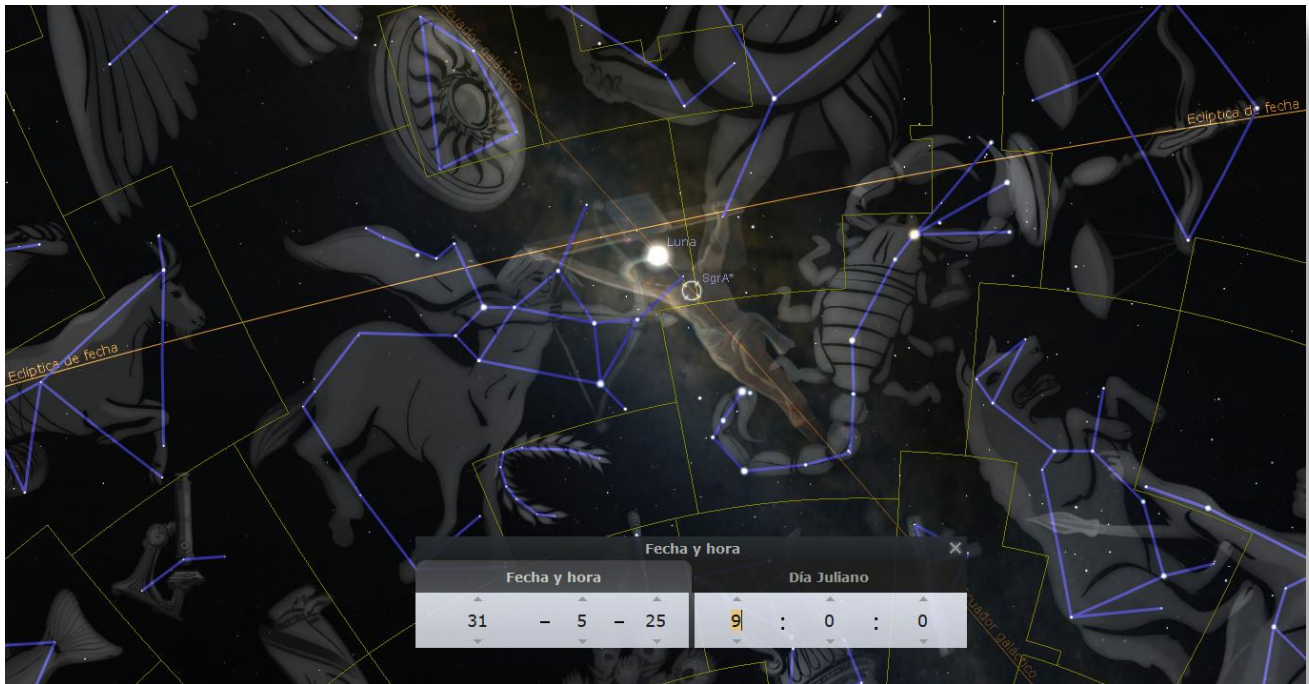 Ecuador galáctico
Eclíptica de fecha
Luna
SgrA*
Eclíptica de fecha
Fecha y hora
Fecha y hora
Día Juliano
31 – 5 – 25 9 : 0 : 0
Ecuador galáctico